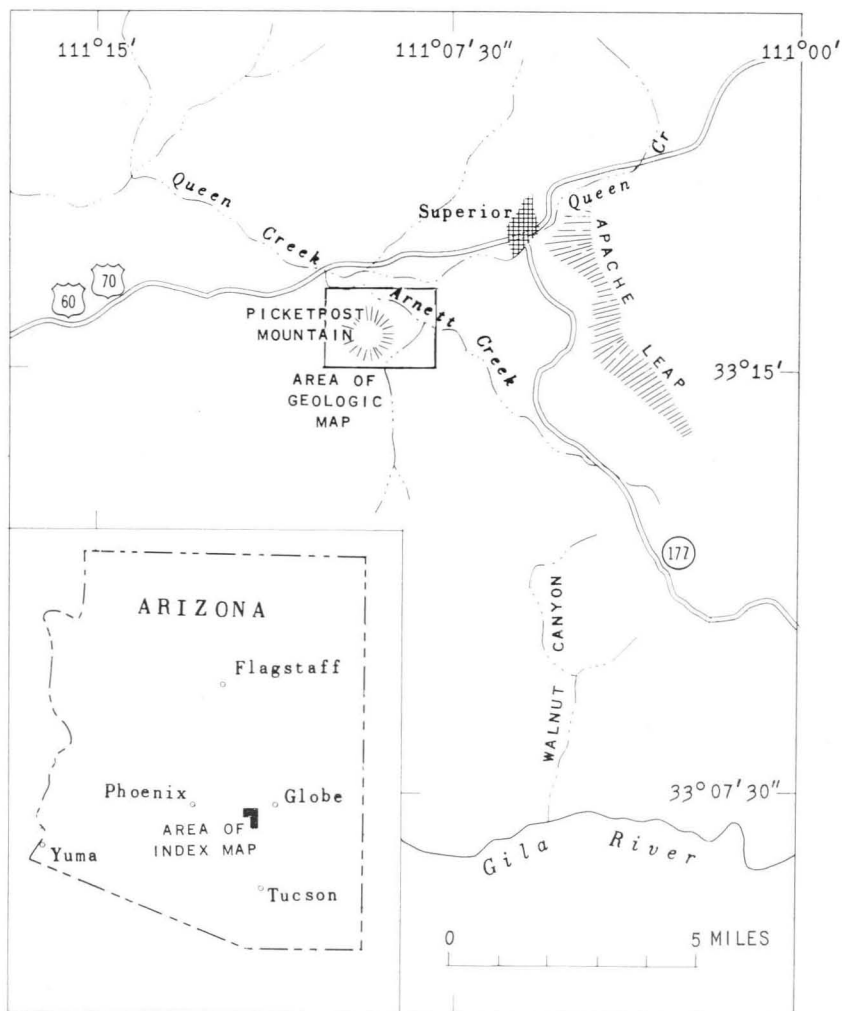 111°15'
111°07'30"
111°00'
Queen
Creek
Superior
Queen Cr
APACHE
LEAP
60
70
PICKETPOST
MOUNTAIN
Arnett
Creek
AREA OF
GEOLOGIC
MAP
33°15'
177
WALNUT CANYON
ARIZONA
Flagstaff
Phoenix
Globe
AREA OF
INDEX MAP
Yuma
Tucson
33°07'30"
Gila River
0
5 MILES